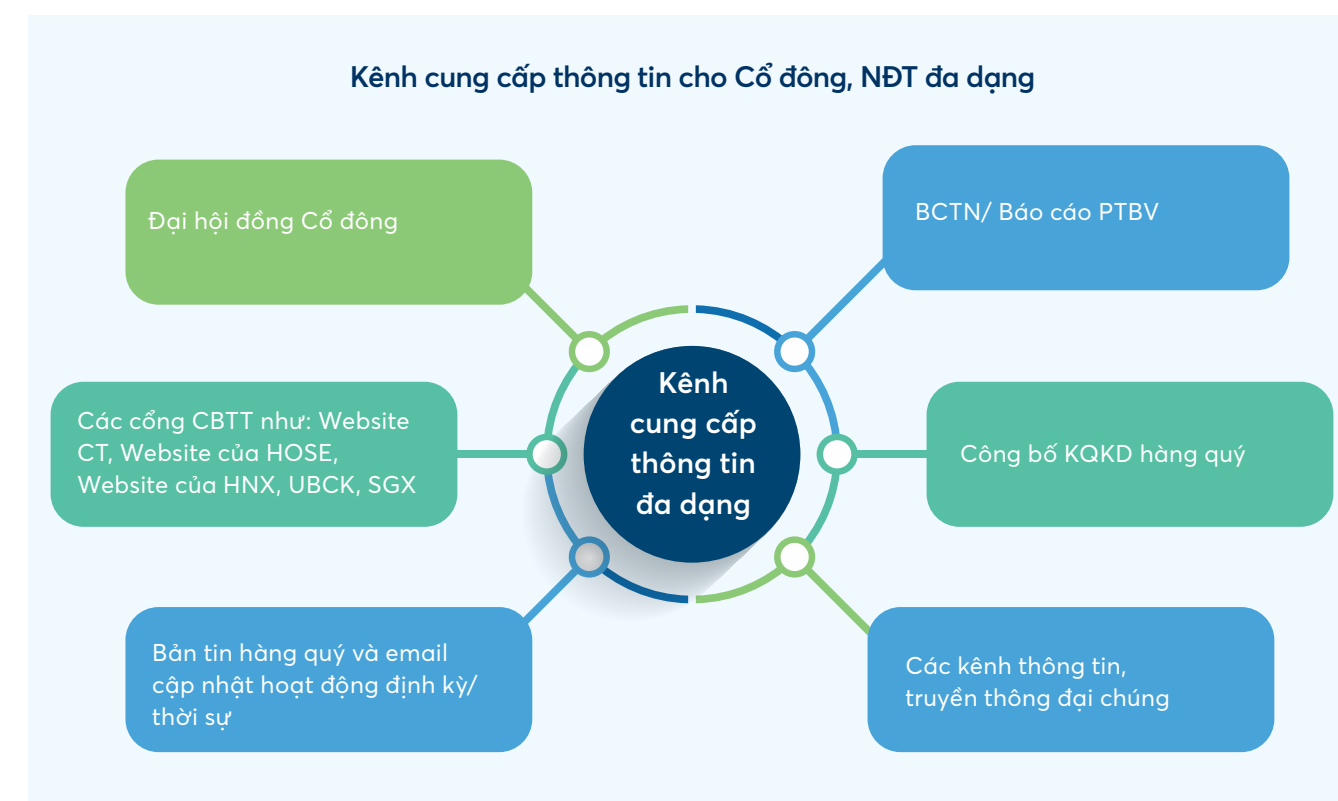 Kênh cung cấp thông tin cho Cổ đông, NĐT đa dạng
Đại hội đồng Cổ đông
BCTN/ Báo cáo PTBV
Các cổng CBTT như: Website
CT, Website của HOSE,
Website của HNX, UBCK, SGX
Kênh
cung cấp
thông tin
đa dạng
Công bố KQKD hàng quý
Bản tin hàng quý và email
cập nhật hoạt động định kỳ/
thời sự
Các kênh thông tin,
truyền thông đại chúng